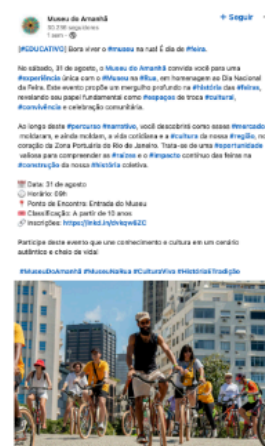 Museu do Amanhã
+ Seguir
30.298 seguidores
1 sem •
[#EDUCATIVO] Bora viver o #museu na rua! É dia de #feira.
No sábado, 31 de agosto, o Museu do Amanhã convida você para uma
#experiência única com o #Museu na #Rua, em homenagem ao Dia Nacional
da Feira. Este evento propõe um mergulho profundo na #história das #feiras,
revelando seu papel fundamental como #espaços de troca #cultural,
#convivência e celebração comunitária.
Ao longo deste #percurso #narrativo, você descobrirá como esses #mercados
moldaram, e ainda moldam, a vida cotidiana e a #cultura da nossa #região, no
coração da Zona Portuária do Rio de Janeiro. Trata-se de uma #oportunidade
valiosa para compreender as #raízes e o #impacto contínuo das feiras na
#construção da nossa #história coletiva.
Data: 31 de agosto
Horário: 09h
Ponto de Encontro: Entrada do Museu
Classificação: A partir de 10 anos
Inscrições: https://lnkd.in/
Participe deste evento que une conhecimento e cultura em um cenário
autêntico e cheio de vida!
#MuseuDoAmanhã #MuseuNaRua #CulturaViva #HistóriaETradição